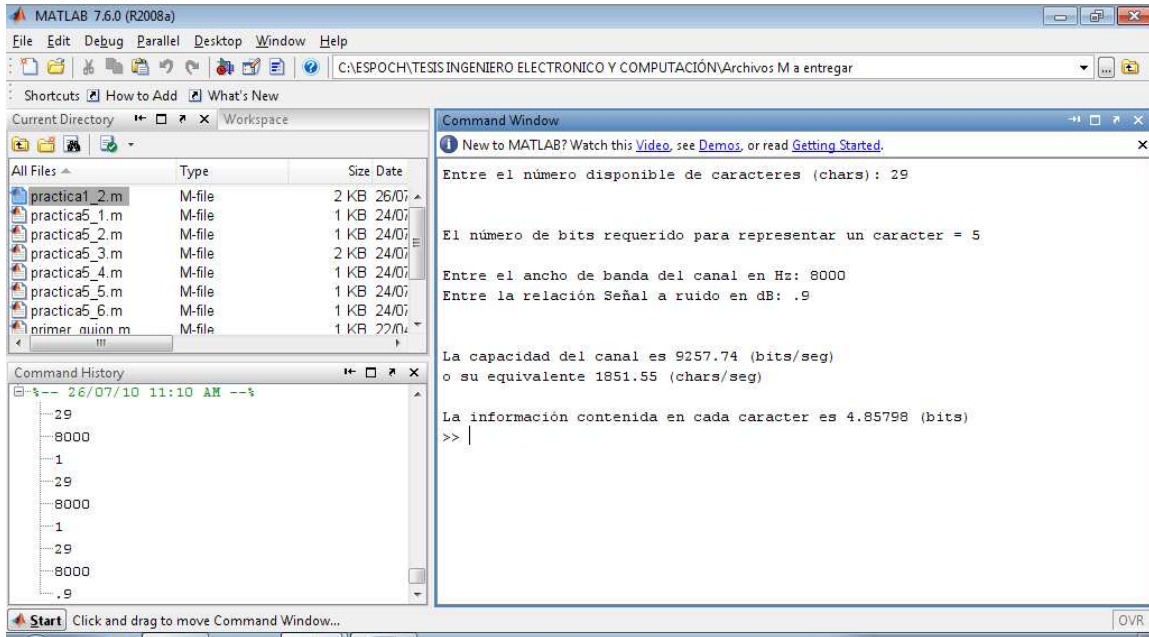 MATLAB 7.6.0 (R2008a)
File Edit Debug Parallel Desktop Window Help
C:\ESPOCH\TESIS INGENIERO ELECTRONICO Y COMPUTACIÓN\Archivos M a entregar
Shortcuts How to Add What's New
Current Directory Workspace
All Files Type Size Date
practica1_2.m M-file 2 KB 26/07
practica5_1.m M-file 1 KB 24/07
practica5_2.m M-file 1 KB 24/07
practica5_3.m M-file 2 KB 24/07
practica5_4.m M-file 1 KB 24/07
practica5_5.m M-file 1 KB 24/07
practica5_6.m M-file 1 KB 24/07
primer_guion.m M-file 1 KB 22/04
Command History
%-- 26/07/10 11:10 AM --%
29
8000
1
29
8000
1
29
8000
.9
Command Window
New to MATLAB? Watch this Video, see Demos, or read Getting Started.
Entre el número disponible de caracteres (chars): 29
El número de bits requerido para representar un caracter = 5
Entre el ancho de banda del canal en Hz: 8000
Entre la relación Señal a ruido en dB: .9
La capacidad del canal es 9257.74 (bits/seg)
o su equivalente 1851.55 (chars/seg)
La información contenida en cada caracter es 4.85798 (bits)
>>
Start Click and drag to move Command Window...
OVR